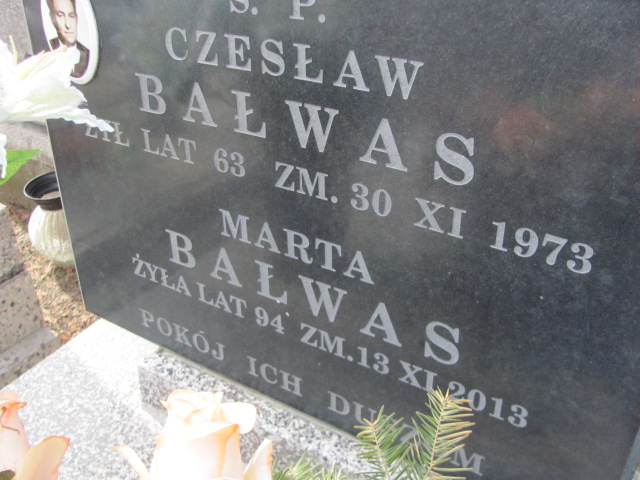 Ś. P.
CZESŁAW
BAŁWAS
ŻYŁ LAT 63 ZM. 30 XI 1973
MARTA
BAŁWAS
ŻYŁA LAT 94 ZM. 13 XI 2013
POKÓJ ICH